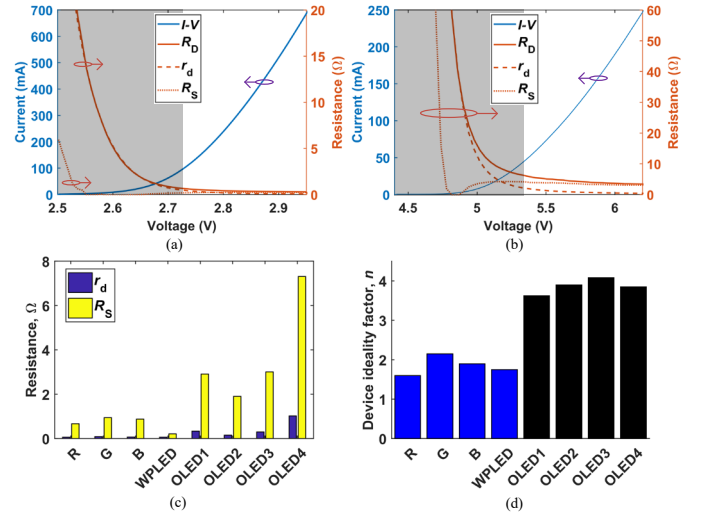 700
600
500
400
300
200
100
0
Current (mA)
2.5
2.6
2.7
2.8
2.9
Voltage (V)
20
15
10
5
0
Resistance (Ω)
I-V
R_D
r_d
R_S
(a)
250
200
150
100
50
0
Current (mA)
4.5
5
5.5
6
Voltage (V)
60
50
40
30
20
10
0
Resistance (Ω)
I-V
R_D
r_d
R_S
(b)
8
6
4
2
0
Resistance, Ω
r_d
R_S
R
G
B
WPLED
OLED1
OLED2
OLED3
OLED4
(c)
4
3
2
1
0
Device ideality factor, n
R
G
B
WPLED
OLED1
OLED2
OLED3
OLED4
(d)